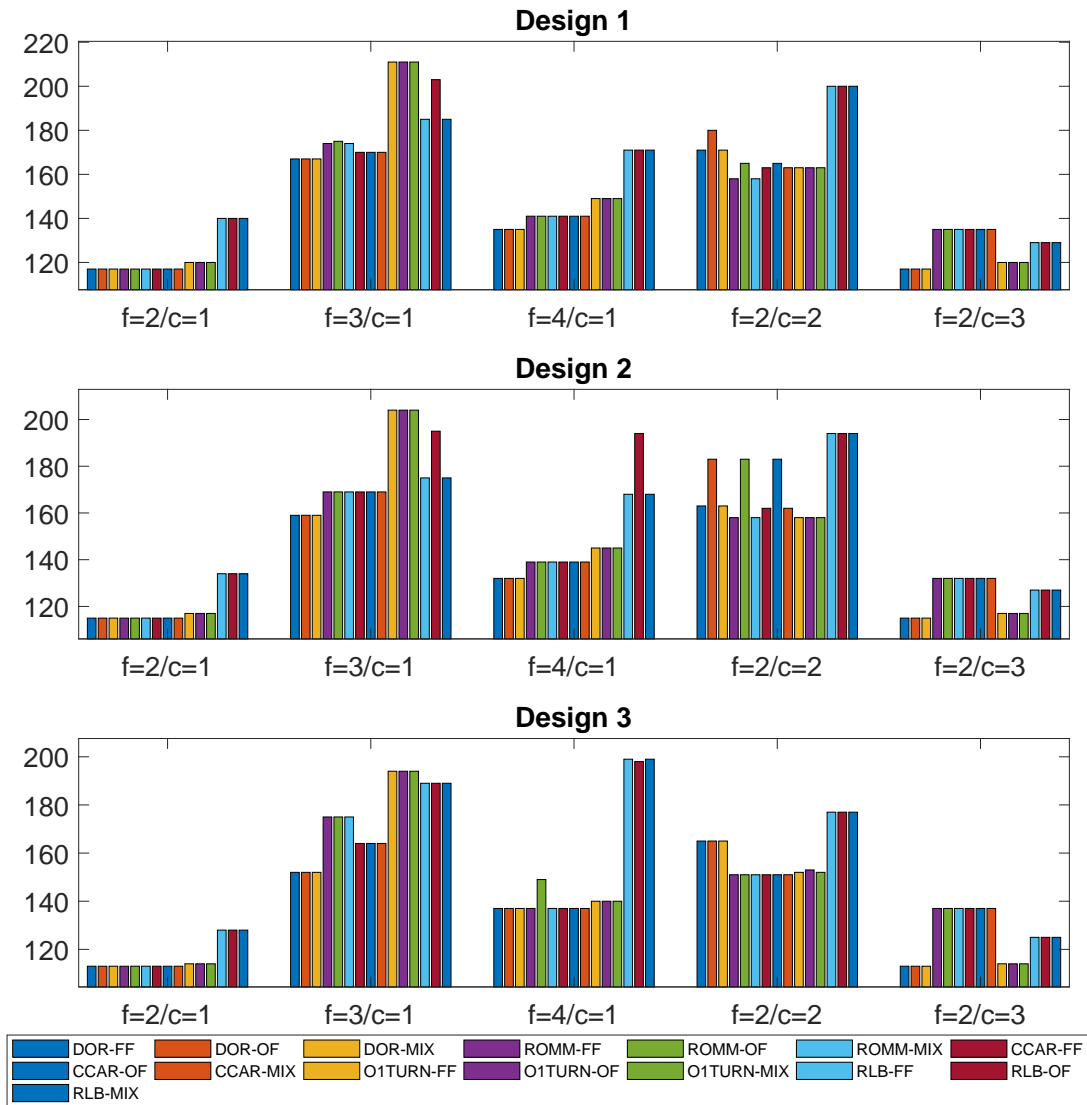 Design 1
220
200
180
160
140
120
f=2/c=1 f=3/c=1 f=4/c=1 f=2/c=2 f=2/c=3
Design 2
200
180
160
140
120
f=2/c=1 f=3/c=1 f=4/c=1 f=2/c=2 f=2/c=3
Design 3
200
180
160
140
120
f=2/c=1 f=3/c=1 f=4/c=1 f=2/c=2 f=2/c=3
DOR-FF DOR-OF DOR-MIX ROMM-FF ROMM-OF ROMM-MIX CCAR-FF
CCAR-OF CCAR-MIX O1TURN-FF O1TURN-OF O1TURN-MIX RLB-FF RLB-OF
RLB-MIX